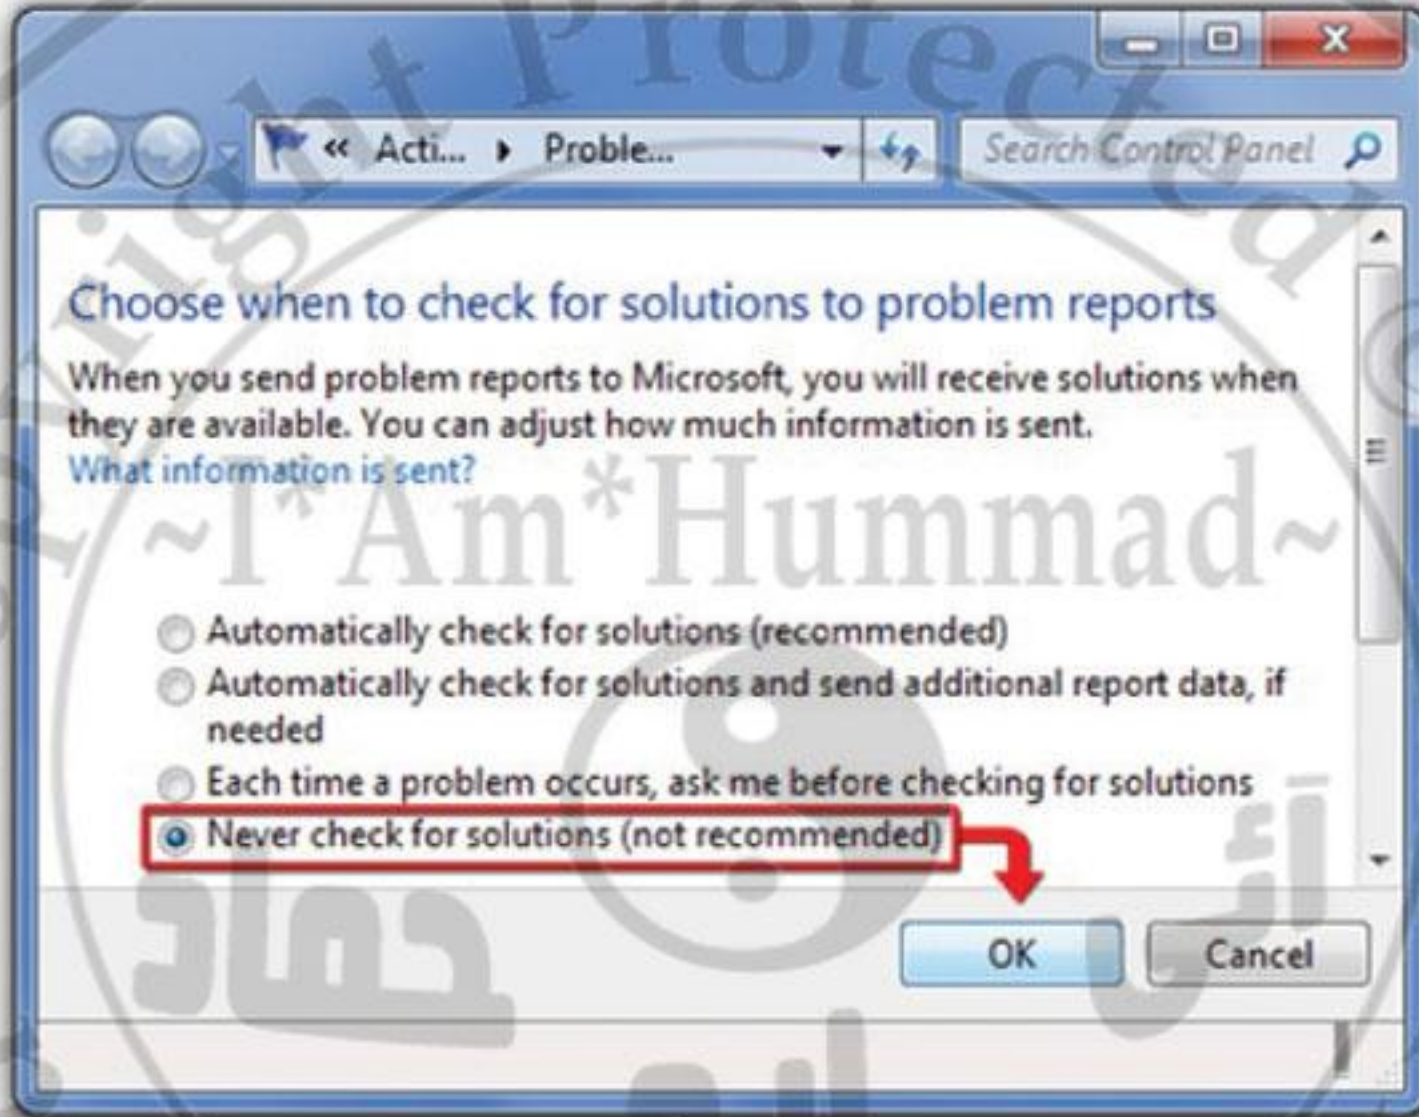 « Acti... ▸ Proble...
Search Control Panel
Choose when to check for solutions to problem reports
When you send problem reports to Microsoft, you will receive solutions when
they are available. You can adjust how much information is sent.
What information is sent?
~I*Am*Hummad~
Automatically check for solutions (recommended)
Automatically check for solutions and send additional report data, if
needed
Each time a problem occurs, ask me before checking for solutions
Never check for solutions (not recommended)
حماد
OK
Cancel
Protected